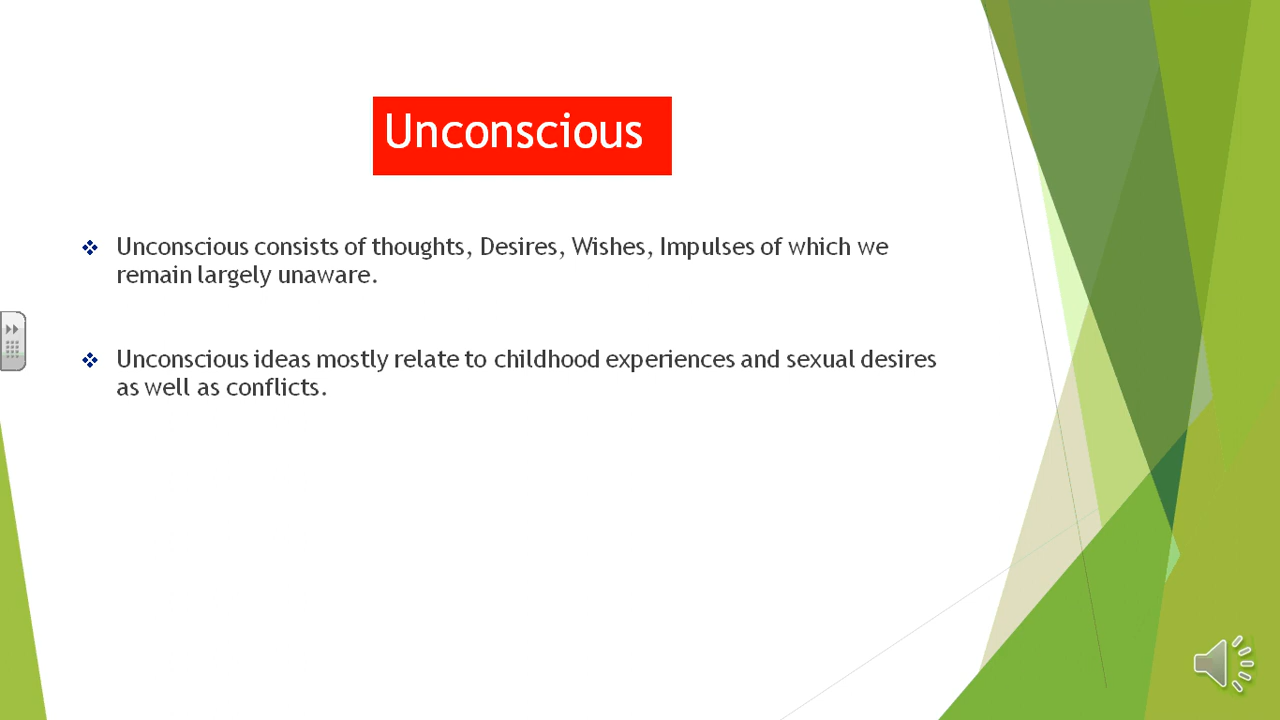 Unconscious
Unconscious consists of thoughts, Desires, Wishes, Impulses of which we
remain largely unaware.
Unconscious ideas mostly relate to childhood experiences and sexual desires
as well as conflicts.